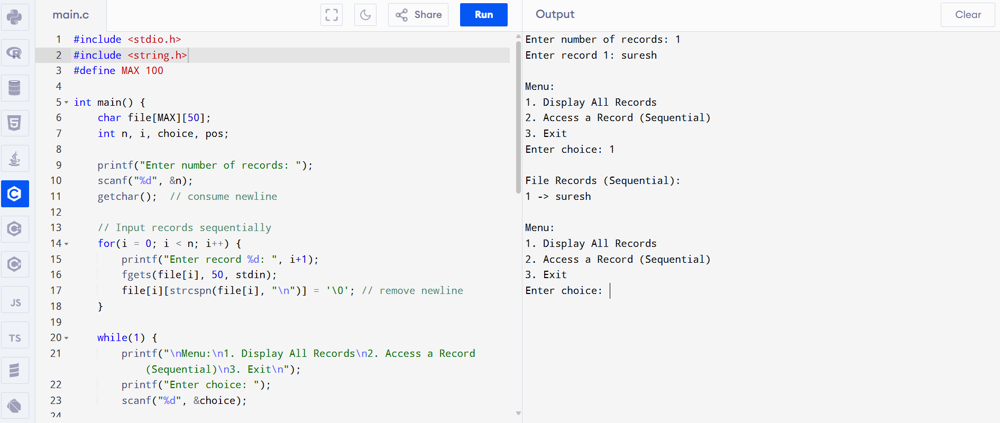 main.c
Share
Run
1 #include <stdio.h>
2 #include <string.h>
3 #define MAX 100
4
5 int main() {
6     char file[MAX][50];
7     int n, i, choice, pos;
8
9     printf("Enter number of records: ");
10     scanf("%d", &n);
11     getchar();  // consume newline
12
13     // Input records sequentially
14     for(i = 0; i < n; i++) {
15         printf("Enter record %d: ", i+1);
16         fgets(file[i], 50, stdin);
17         file[i][strcspn(file[i], "\n")] = '\0'; // remove newline
18     }
19
20     while(1) {
21         printf("\nMenu:\n1. Display All Records\n2. Access a Record
            (Sequential)\n3. Exit\n");
22         printf("Enter choice: ");
23         scanf("%d", &choice);
24
Output
Clear
Enter number of records: 1
Enter record 1: suresh

Menu:
1. Display All Records
2. Access a Record (Sequential)
3. Exit
Enter choice: 1

File Records (Sequential):
1 -> suresh

Menu:
1. Display All Records
2. Access a Record (Sequential)
3. Exit
Enter choice:
R
5
C
C
C
JS
TS